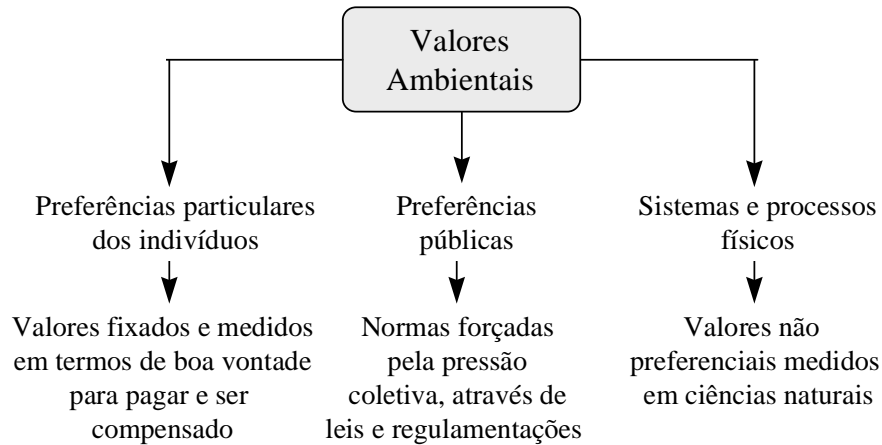 Valores
Ambientais
Preferências particulares
dos indivíduos
Preferências
públicas
Sistemas e processos
físicos
Valores fixados e medidos
em termos de boa vontade
para pagar e ser
compensado
Normas forçadas
pela pressão
coletiva, através de
leis e regulamentações
Valores não
preferenciais medidos
em ciências naturais